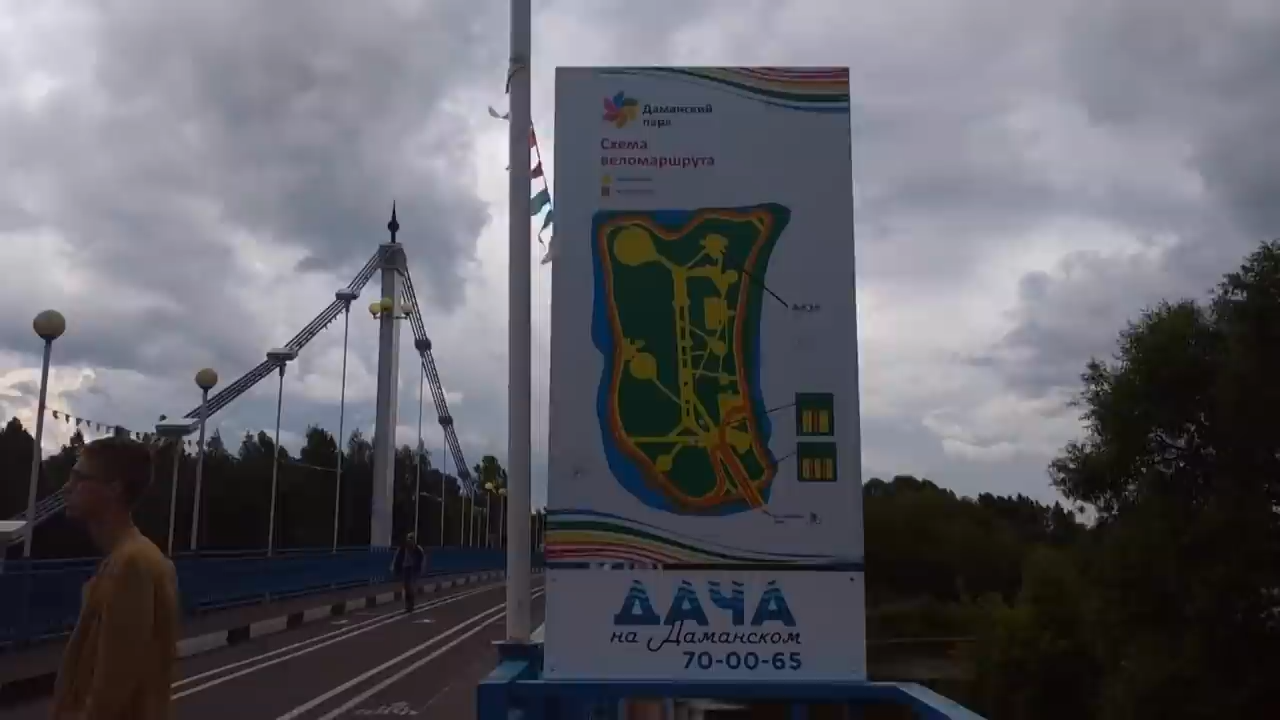 Даманский
парк
Схема
веломаршрута
ДАЧА
на Даманском
70-00-65